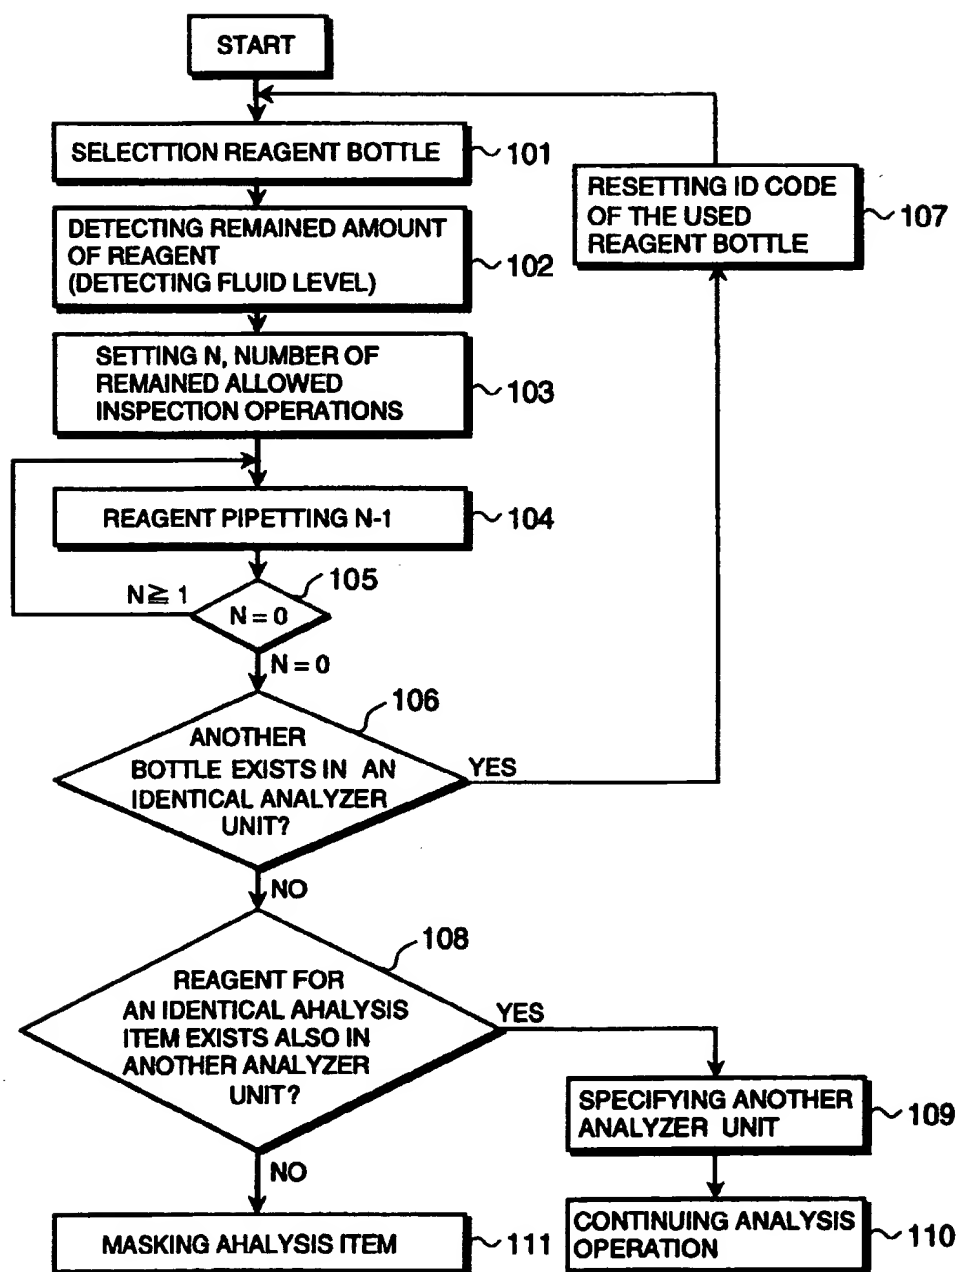 START
SELECTTION REAGENT BOTTLE
101
DETECTING REMAINED AMOUNT
OF REAGENT
(DETECTING FLUID LEVEL)
102
SETTING N, NUMBER OF
REMAINED ALLOWED
INSPECTION OPERATIONS
103
REAGENT PIPETTING N-1
104
105
N≧ 1
N = 0
N = 0
106
ANOTHER
BOTTLE EXISTS IN AN
IDENTICAL ANALYZER
UNIT?
YES
RESETTING ID CODE
OF THE USED
REAGENT BOTTLE
107
NO
108
REAGENT FOR
AN IDENTICAL AHALYSIS
ITEM EXISTS ALSO IN
ANOTHER ANALYZER
UNIT?
YES
SPECIFYING ANOTHER
ANALYZER UNIT
109
CONTINUING ANALYSIS
OPERATION
110
NO
MASKING AHALYSIS ITEM
111